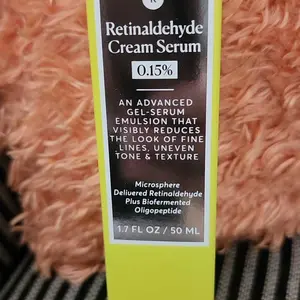 R
Retinaldehyde
Cream Serum
0.15%
AN ADVANCED
GEL-SERUM
EMULSION THAT
VISIBLY REDUCES
THE LOOK OF FINE
LINES, UNEVEN
TONE & TEXTURE
Microsphere
Delivered Retinaldehyde
Plus Biofermented
Oligopeptide
1.7 FL OZ / 50 ML